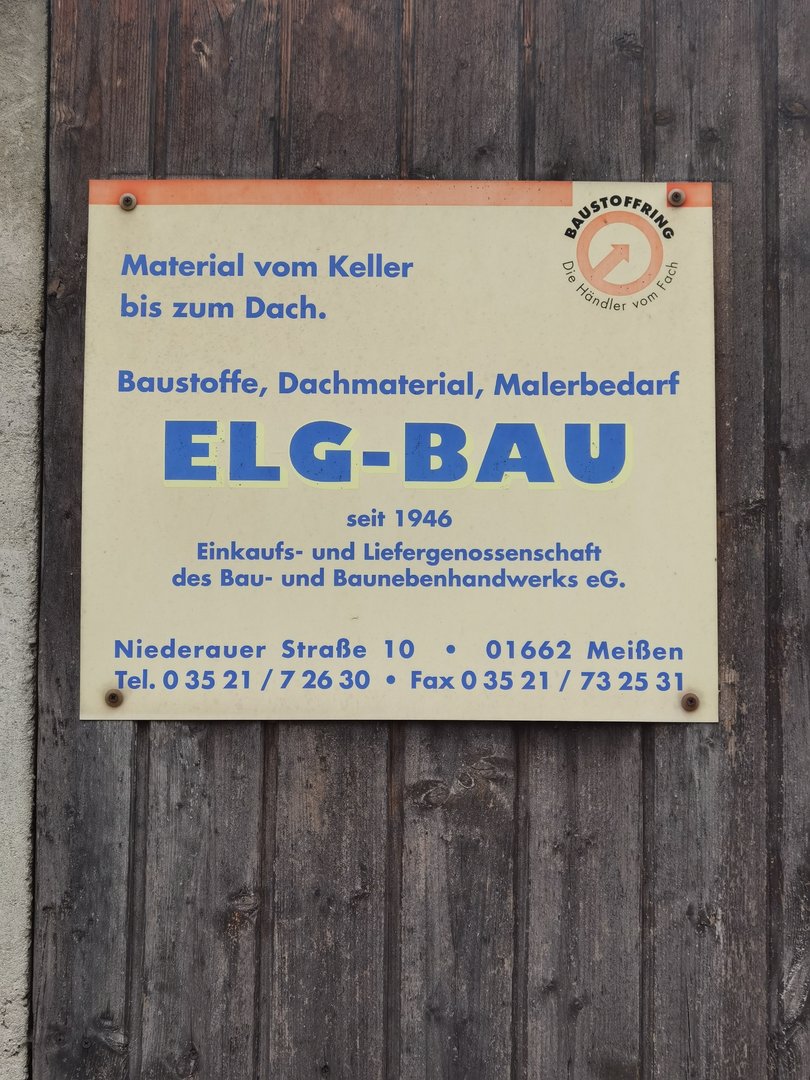 BAUSTOFFRING
Die Händler vom Fach
Material vom Keller
bis zum Dach.
Baustoffe, Dachmaterial, Malerbedarf
ELG-BAU
seit 1946
Einkaufs- und Liefergenossenschaft
des Bau- und Baunebenhandwerks eG.
Niederauer Straße 10 • 01662 Meißen
Tel. 0 35 21 / 7 26 30 • Fax 0 35 21 / 73 25 31